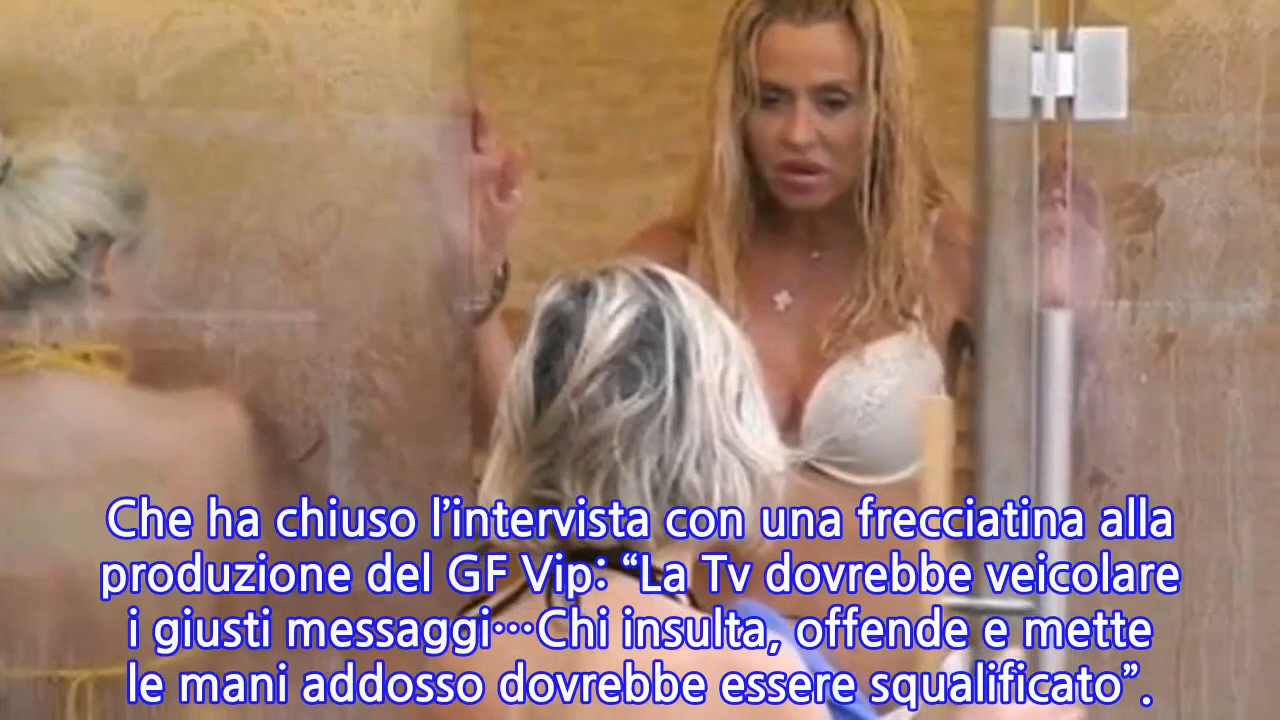 Che ha chiuso l’intervista con una frecciatina alla
produzione del GF Vip: “La Tv dovrebbe veicolare
i giusti messaggi…Chi insulta, offende e mette
le mani addosso dovrebbe essere squalificato”.